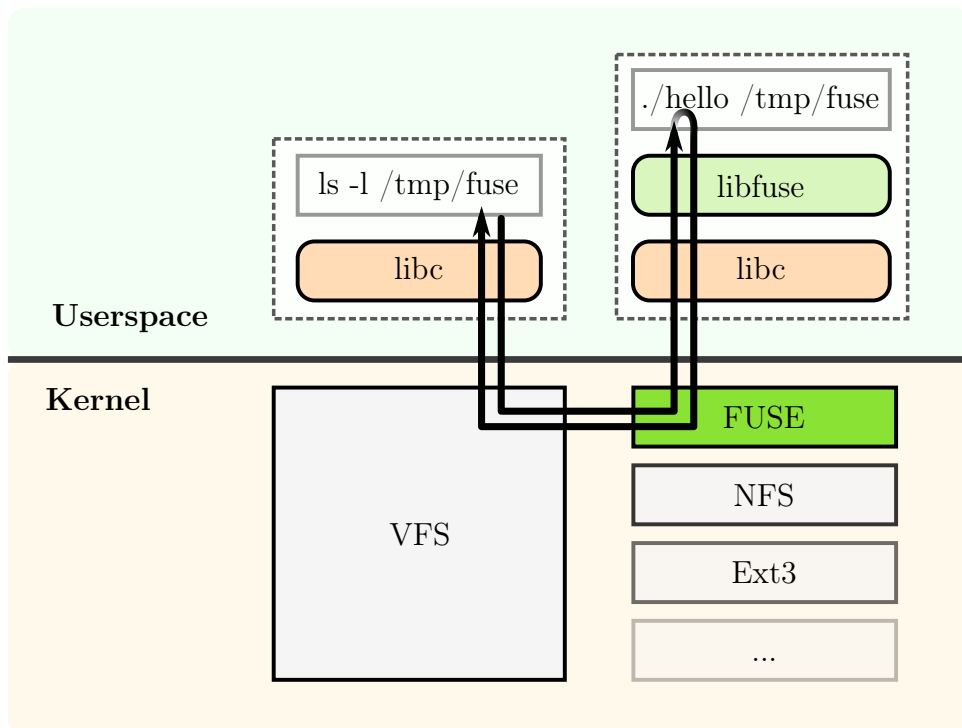 ./hello /tmp/fuse
ls -l /tmp/fuse
libfuse
libc
libc
Userspace
Kernel
FUSE
NFS
VFS
Ext3
...